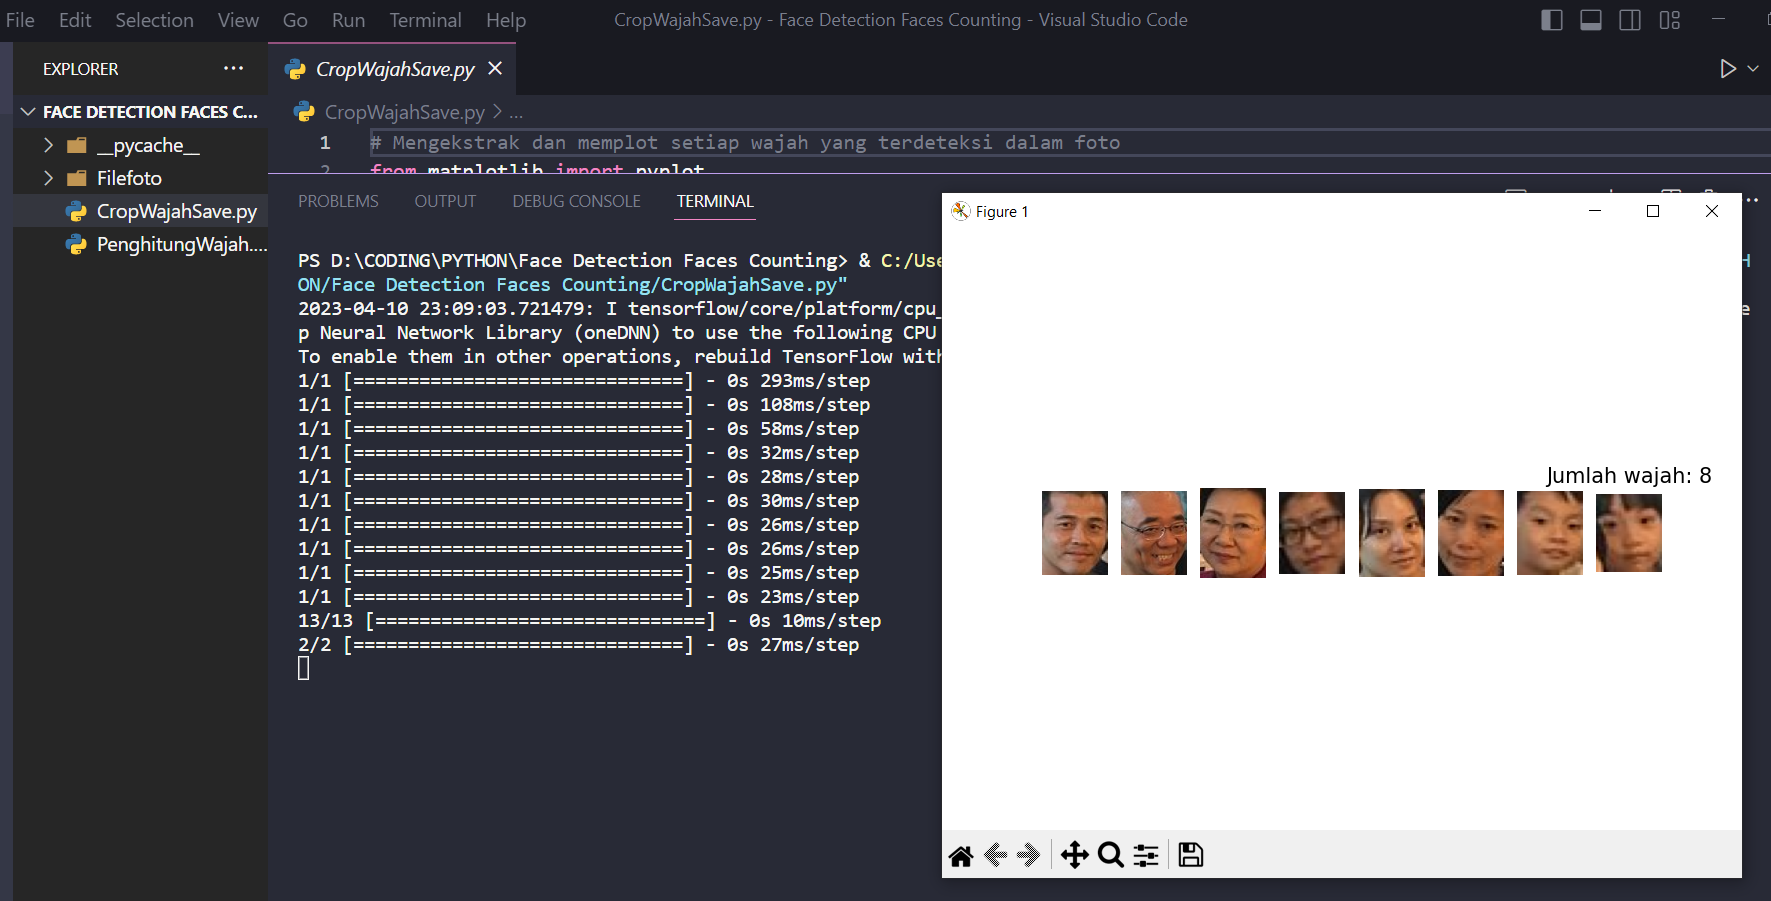 File Edit Selection View Go Run Terminal Help CropWajahSave.py - Face Detection Faces Counting - Visual Studio Code
EXPLORER ...
FACE DETECTION FACES C...
__pycache__
Filefoto
CropWajahSave.py
PenghitungWajah....
CropWajahSave.py
CropWajahSave.py > ...
1 # Mengekstrak dan memplot setiap wajah yang terdeteksi dalam foto
2 from matplotlib import pyplot
PROBLEMS OUTPUT DEBUG CONSOLE TERMINAL
PS D:\CODING\PYTHON\Face Detection Faces Counting> & C:/Use
H
ON/Face Detection Faces Counting/CropWajahSave.py"
2023-04-10 23:09:03.721479: I tensorflow/core/platform/cpu_
e
p Neural Network Library (oneDNN) to use the following CPU
To enable them in other operations, rebuild TensorFlow with
1/1 [==============================] - 0s 293ms/step
1/1 [==============================] - 0s 108ms/step
1/1 [==============================] - 0s 58ms/step
1/1 [==============================] - 0s 32ms/step
1/1 [==============================] - 0s 28ms/step
1/1 [==============================] - 0s 30ms/step
1/1 [==============================] - 0s 26ms/step
1/1 [==============================] - 0s 26ms/step
1/1 [==============================] - 0s 25ms/step
1/1 [==============================] - 0s 23ms/step
13/13 [==============================] - 0s 10ms/step
2/2 [==============================] - 0s 27ms/step
Figure 1
Jumlah wajah: 8